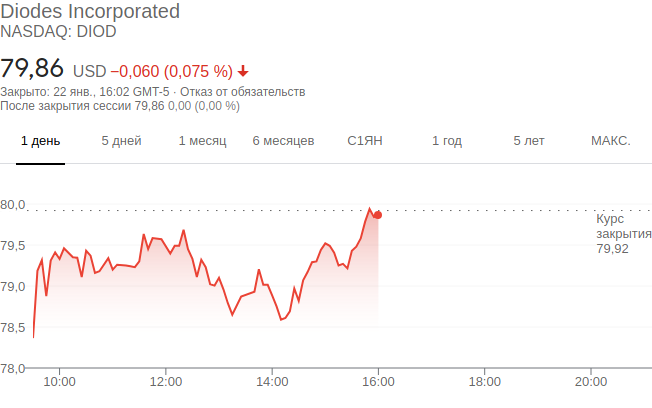 Diodes Incorporated
NASDAQ: DIOD
79,86 USD −0,060 (0,075 %)
Закрыто: 22 янв., 16:02 GMT-5 · Отказ от обязательств
После закрытия сессии 79,86 0,00 (0,00 %)
1 день 5 дней 1 месяц 6 месяцев С1ЯН 1 год 5 лет МАКС.
80,0
Курс
закрытия
79,92
79,5
79,0
78,5
78,0
10:00 12:00 14:00 16:00 18:00 20:00